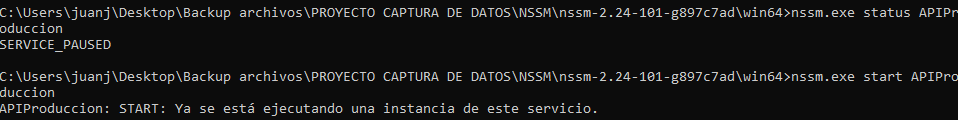 C:\Users\juanj\Desktop\Backup archivos\PROYECTO CAPTURA DE DATOS\NSSM\nssm-2.24-101-g897c7ad\win64>nssm.exe status APIPr
oduccion
SERVICE_PAUSED
C:\Users\juanj\Desktop\Backup archivos\PROYECTO CAPTURA DE DATOS\NSSM\nssm-2.24-101-g897c7ad\win64>nssm.exe start APIPro
duccion
APIProduccion: START: Ya se está ejecutando una instancia de este servicio.